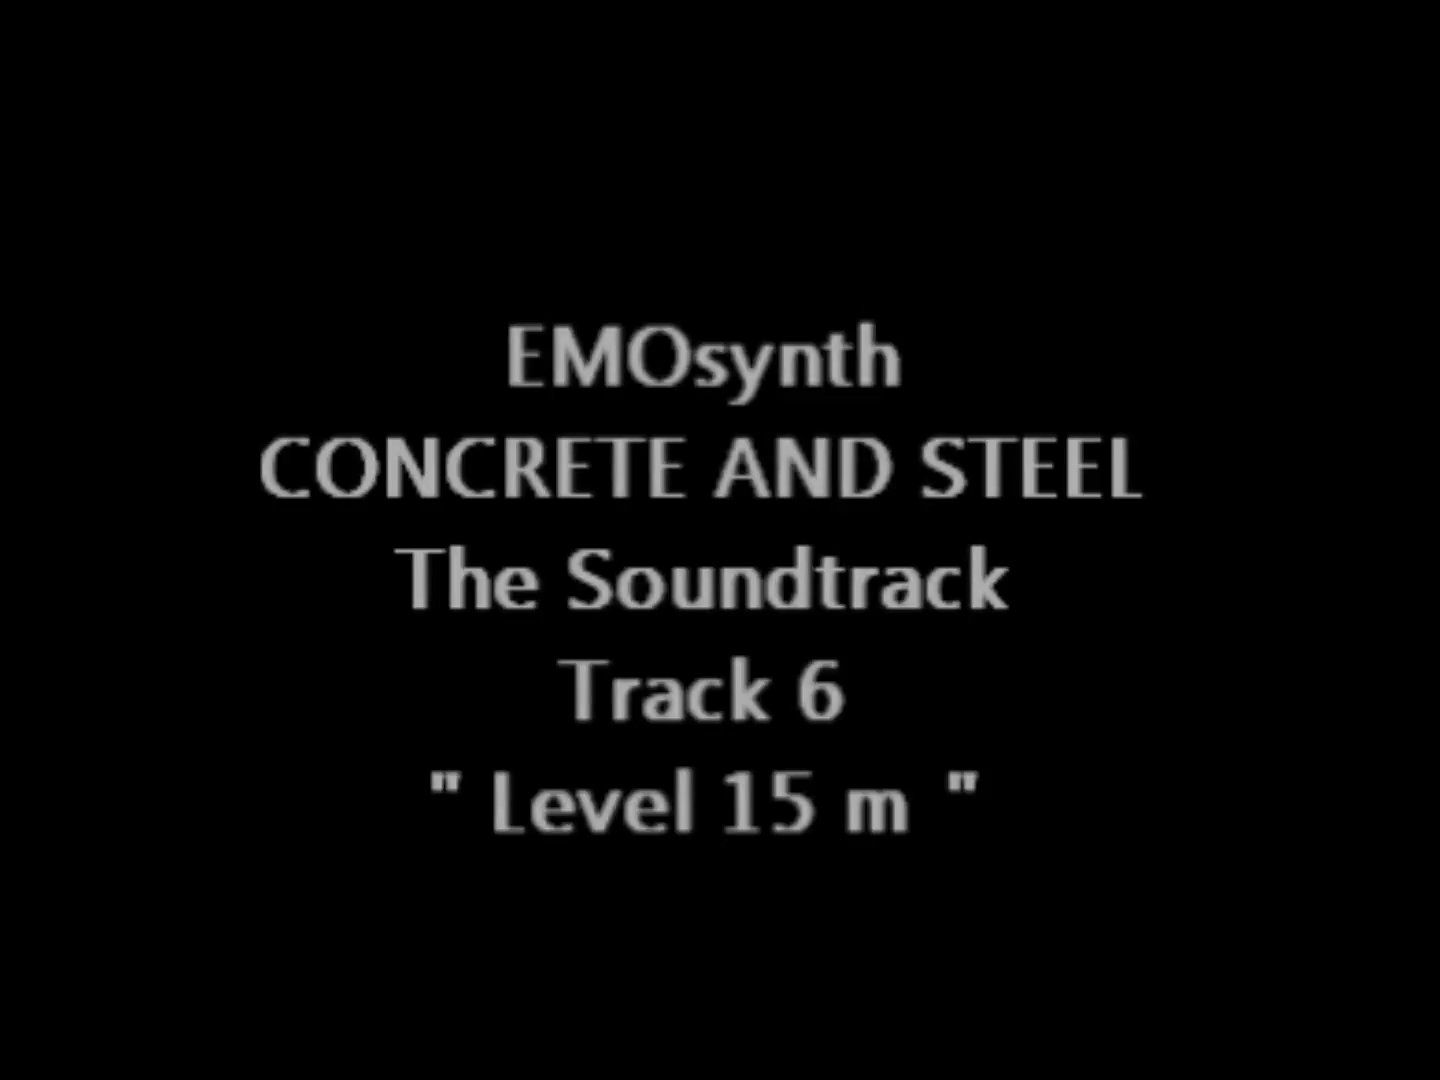 EMOsynth
CONCRETE AND STEEL
The Soundtrack
Track 6
" Level 15 m "